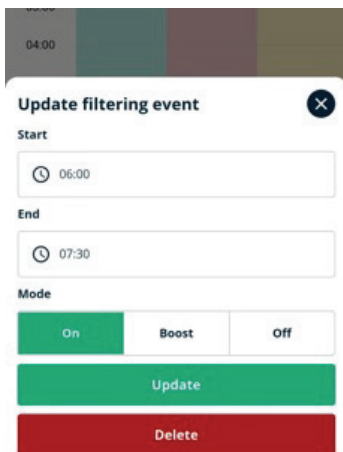 04:00
Update filtering event
Start
06:00
End
07:30
Mode
On Boost Off
Update
Delete